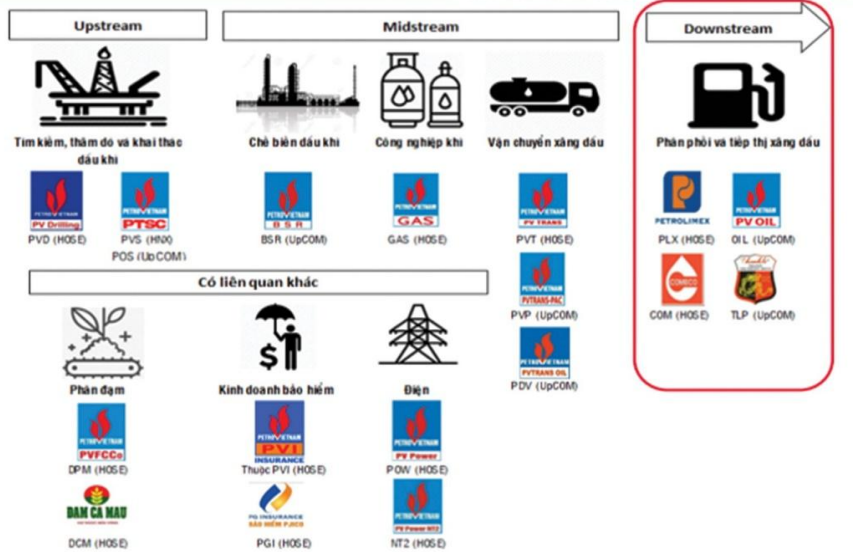 Upstream
Midstream
Downstream
Tìm kiếm, thăm dò và khai thác
dầu khí
Chế biến dầu khí
Công nghiệp khí
Vận chuyển xăng dầu
Phân phối và tiếp thị xăng dầu
PETROVIETNAM
PV Drilling
PVD (HOSE)
PETROVIETNAM
PTSC
PVS (HNX)
POS (UpCOM)
PETROVIETNAM
BSR
BSR (UpCOM)
PETROVIETNAM
GAS
GAS (HOSE)
PETROVIETNAM
PV TRANS
PVT (HOSE)
PETROVIETNAM
PVTRANS-PAC
PVP (UpCOM)
PETROVIETNAM
PVTRANS OIL
PDV (UpCOM)
PETROLIMEX
PLX (HOSE)
PETROVIETNAM
PV OIL
OIL (UpCOM)
COMECO
COM (HOSE)
TLP (UpCOM)
Có liên quan khác
Phân đạm
Kinh doanh bảo hiểm
Điện
$
PETROVIETNAM
PVFCCo
DPM (HOSE)
PETROVIETNAM
PVI
INSURANCE
Thuộc PVI (HOSE)
PETROVIETNAM
PV Power
POW (HOSE)
ĐẠM CÀ MAU
DCM (HOSE)
PG INSURANCE
BẢO HIỂM PJICO
PGI (HOSE)
PETROVIETNAM
PV Power NT2
NT2 (HOSE)